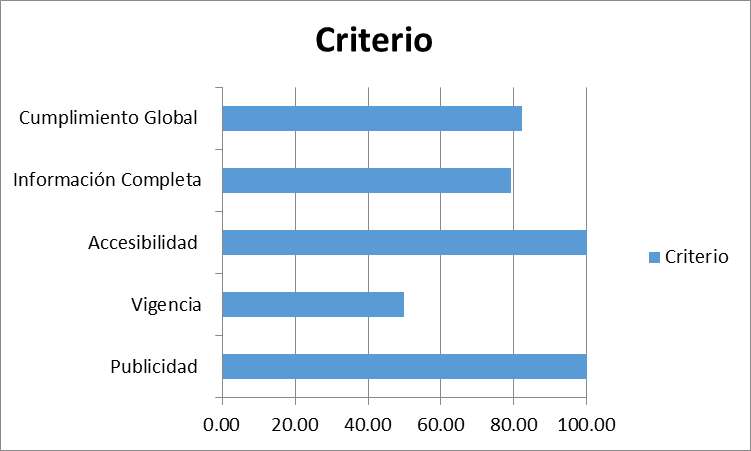 Criterio
Cumplimiento Global
Información Completa
Accesibilidad
Vigencia
Publicidad
Criterio
0.00 20.00 40.00 60.00 80.00 100.00